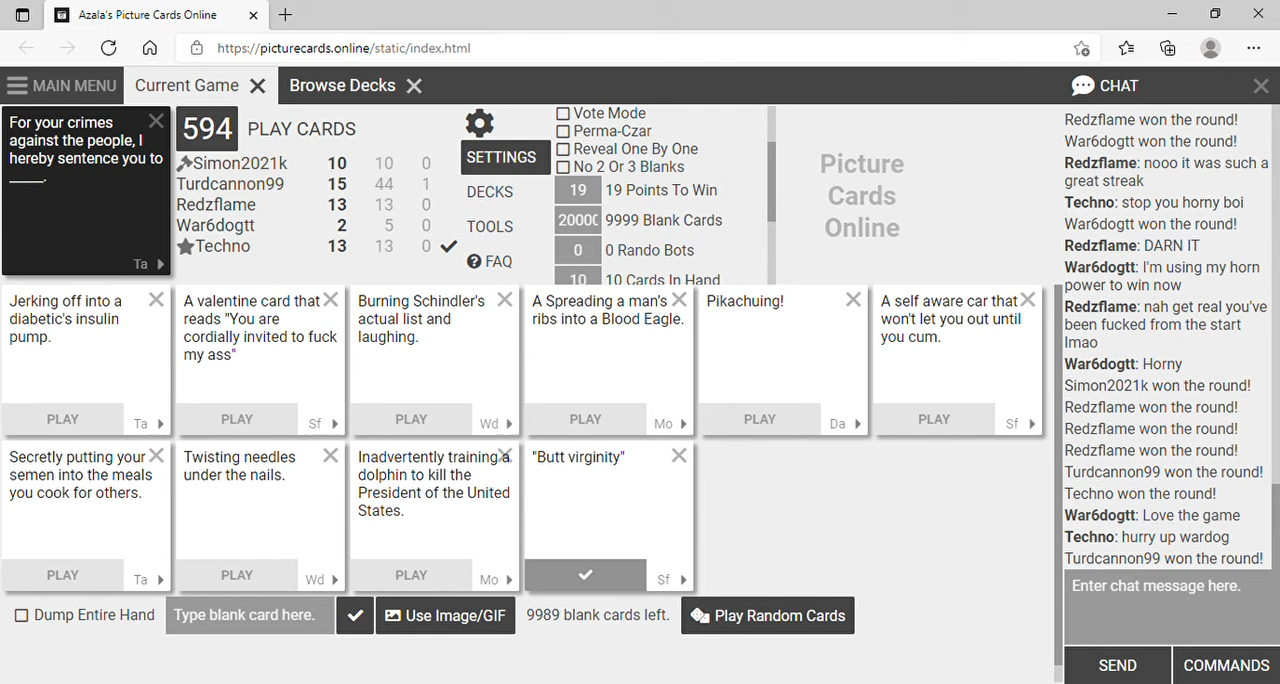 Azala's Picture Cards Online
https://picturecards.online/static/index.html
MAIN MENU
Current Game
Browse Decks
CHAT
For your crimes
against the people, I
hereby sentence you to
_____.
Ta
594 PLAY CARDS
Simon2021k 10 10 0
Turdcannon99 15 44 1
Redzflame 13 13 0
War6dogtt 2 5 0
Techno 13 13 0
SETTINGS
DECKS
TOOLS
FAQ
Vote Mode
Perma-Czar
Reveal One By One
No 2 Or 3 Blanks
19 19 Points To Win
20000 9999 Blank Cards
0 0 Rando Bots
10 10 Cards In Hand
Picture
Cards
Online
Jerking off into a
diabetic's insulin
pump.
PLAY Ta
A valentine card that
reads "You are
cordially invited to fuck
my ass"
PLAY Sf
Burning Schindler's
actual list and
laughing.
PLAY Wd
A Spreading a man's
ribs into a Blood Eagle.
PLAY Mo
Pikachuing!
PLAY Da
A self aware car that
won't let you out until
you cum.
PLAY Sf
Secretly putting your
semen into the meals
you cook for others.
PLAY Ta
Twisting needles
under the nails.
PLAY Wd
Inadvertently training a
dolphin to kill the
President of the United
States.
PLAY Mo
"Butt virginity"
Sf
Dump Entire Hand
Type blank card here.
Use Image/GIF
9989 blank cards left.
Play Random Cards
Redzflame won the round!
War6dogtt won the round!
Redzflame: nooo it was such a
great streak
Techno: stop you horny boi
War6dogtt won the round!
Redzflame: DARN IT
War6dogtt: I'm using my horn
power to win now
Redzflame: nah get real you've
been fucked from the start
lmao
War6dogtt: Horny
Simon2021k won the round!
Redzflame won the round!
Redzflame won the round!
Redzflame won the round!
Turdcannon99 won the round!
Techno won the round!
War6dogtt: Love the game
Techno: hurry up wardog
Turdcannon99 won the round!
Enter chat message here.
SEND
COMMANDS